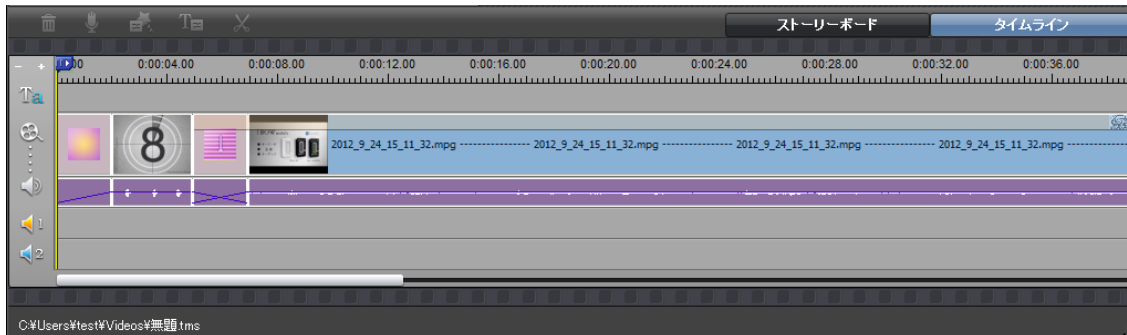 ストーリーボード タイムライン
0:00:04.00 0:00:08.00 0:00:12.00 0:00:16.00 0:00:20.00 0:00:24.00 0:00:28.00 0:00:32.00 0:00:36.00
Ta
8
2012_9_24_15_11_32.mpg 2012_9_24_15_11_32.mpg 2012_9_24_15_11_32.mpg 2012_9_24_15_11_32.mpg
1
2
C:¥Users¥test¥Videos¥無題.tms